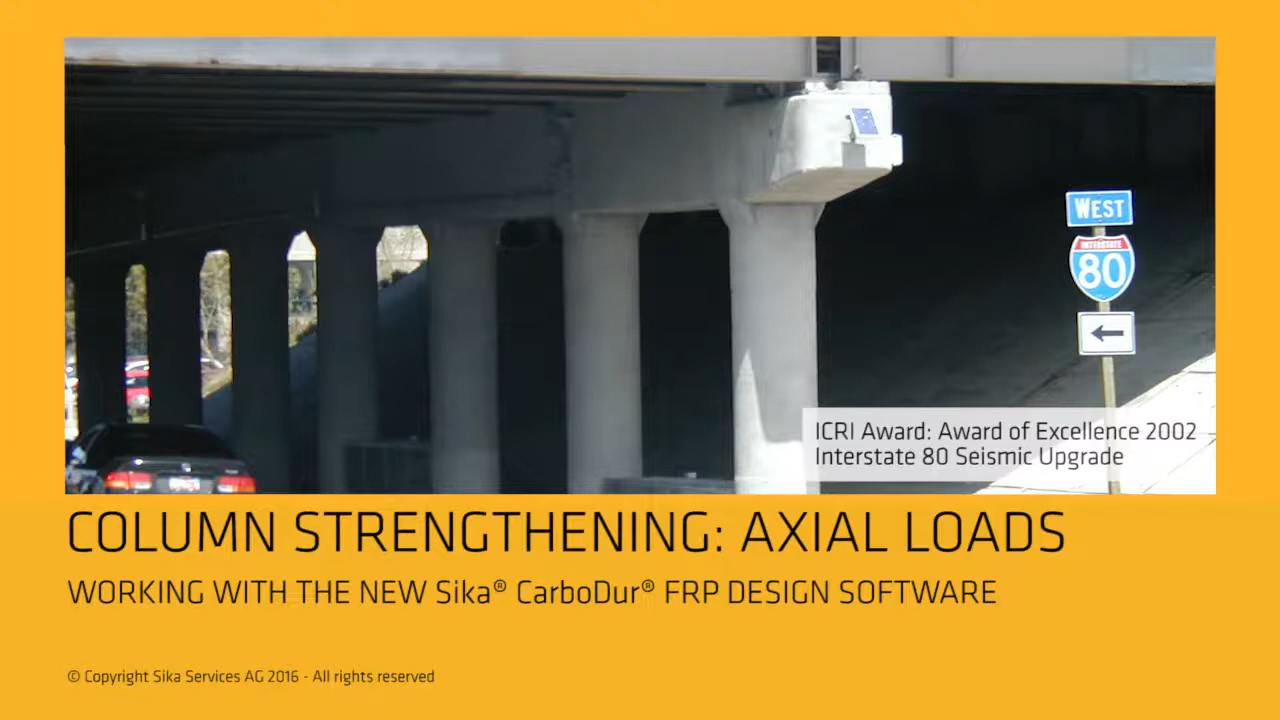 WEST
INTERSTATE
80
ICRI Award: Award of Excellence 2002
Interstate 80 Seismic Upgrade
COLUMN STRENGTHENING: AXIAL LOADS
WORKING WITH THE NEW Sika® CarboDur® FRP DESIGN SOFTWARE
© Copyright Sika Services AG 2016 - All rights reserved